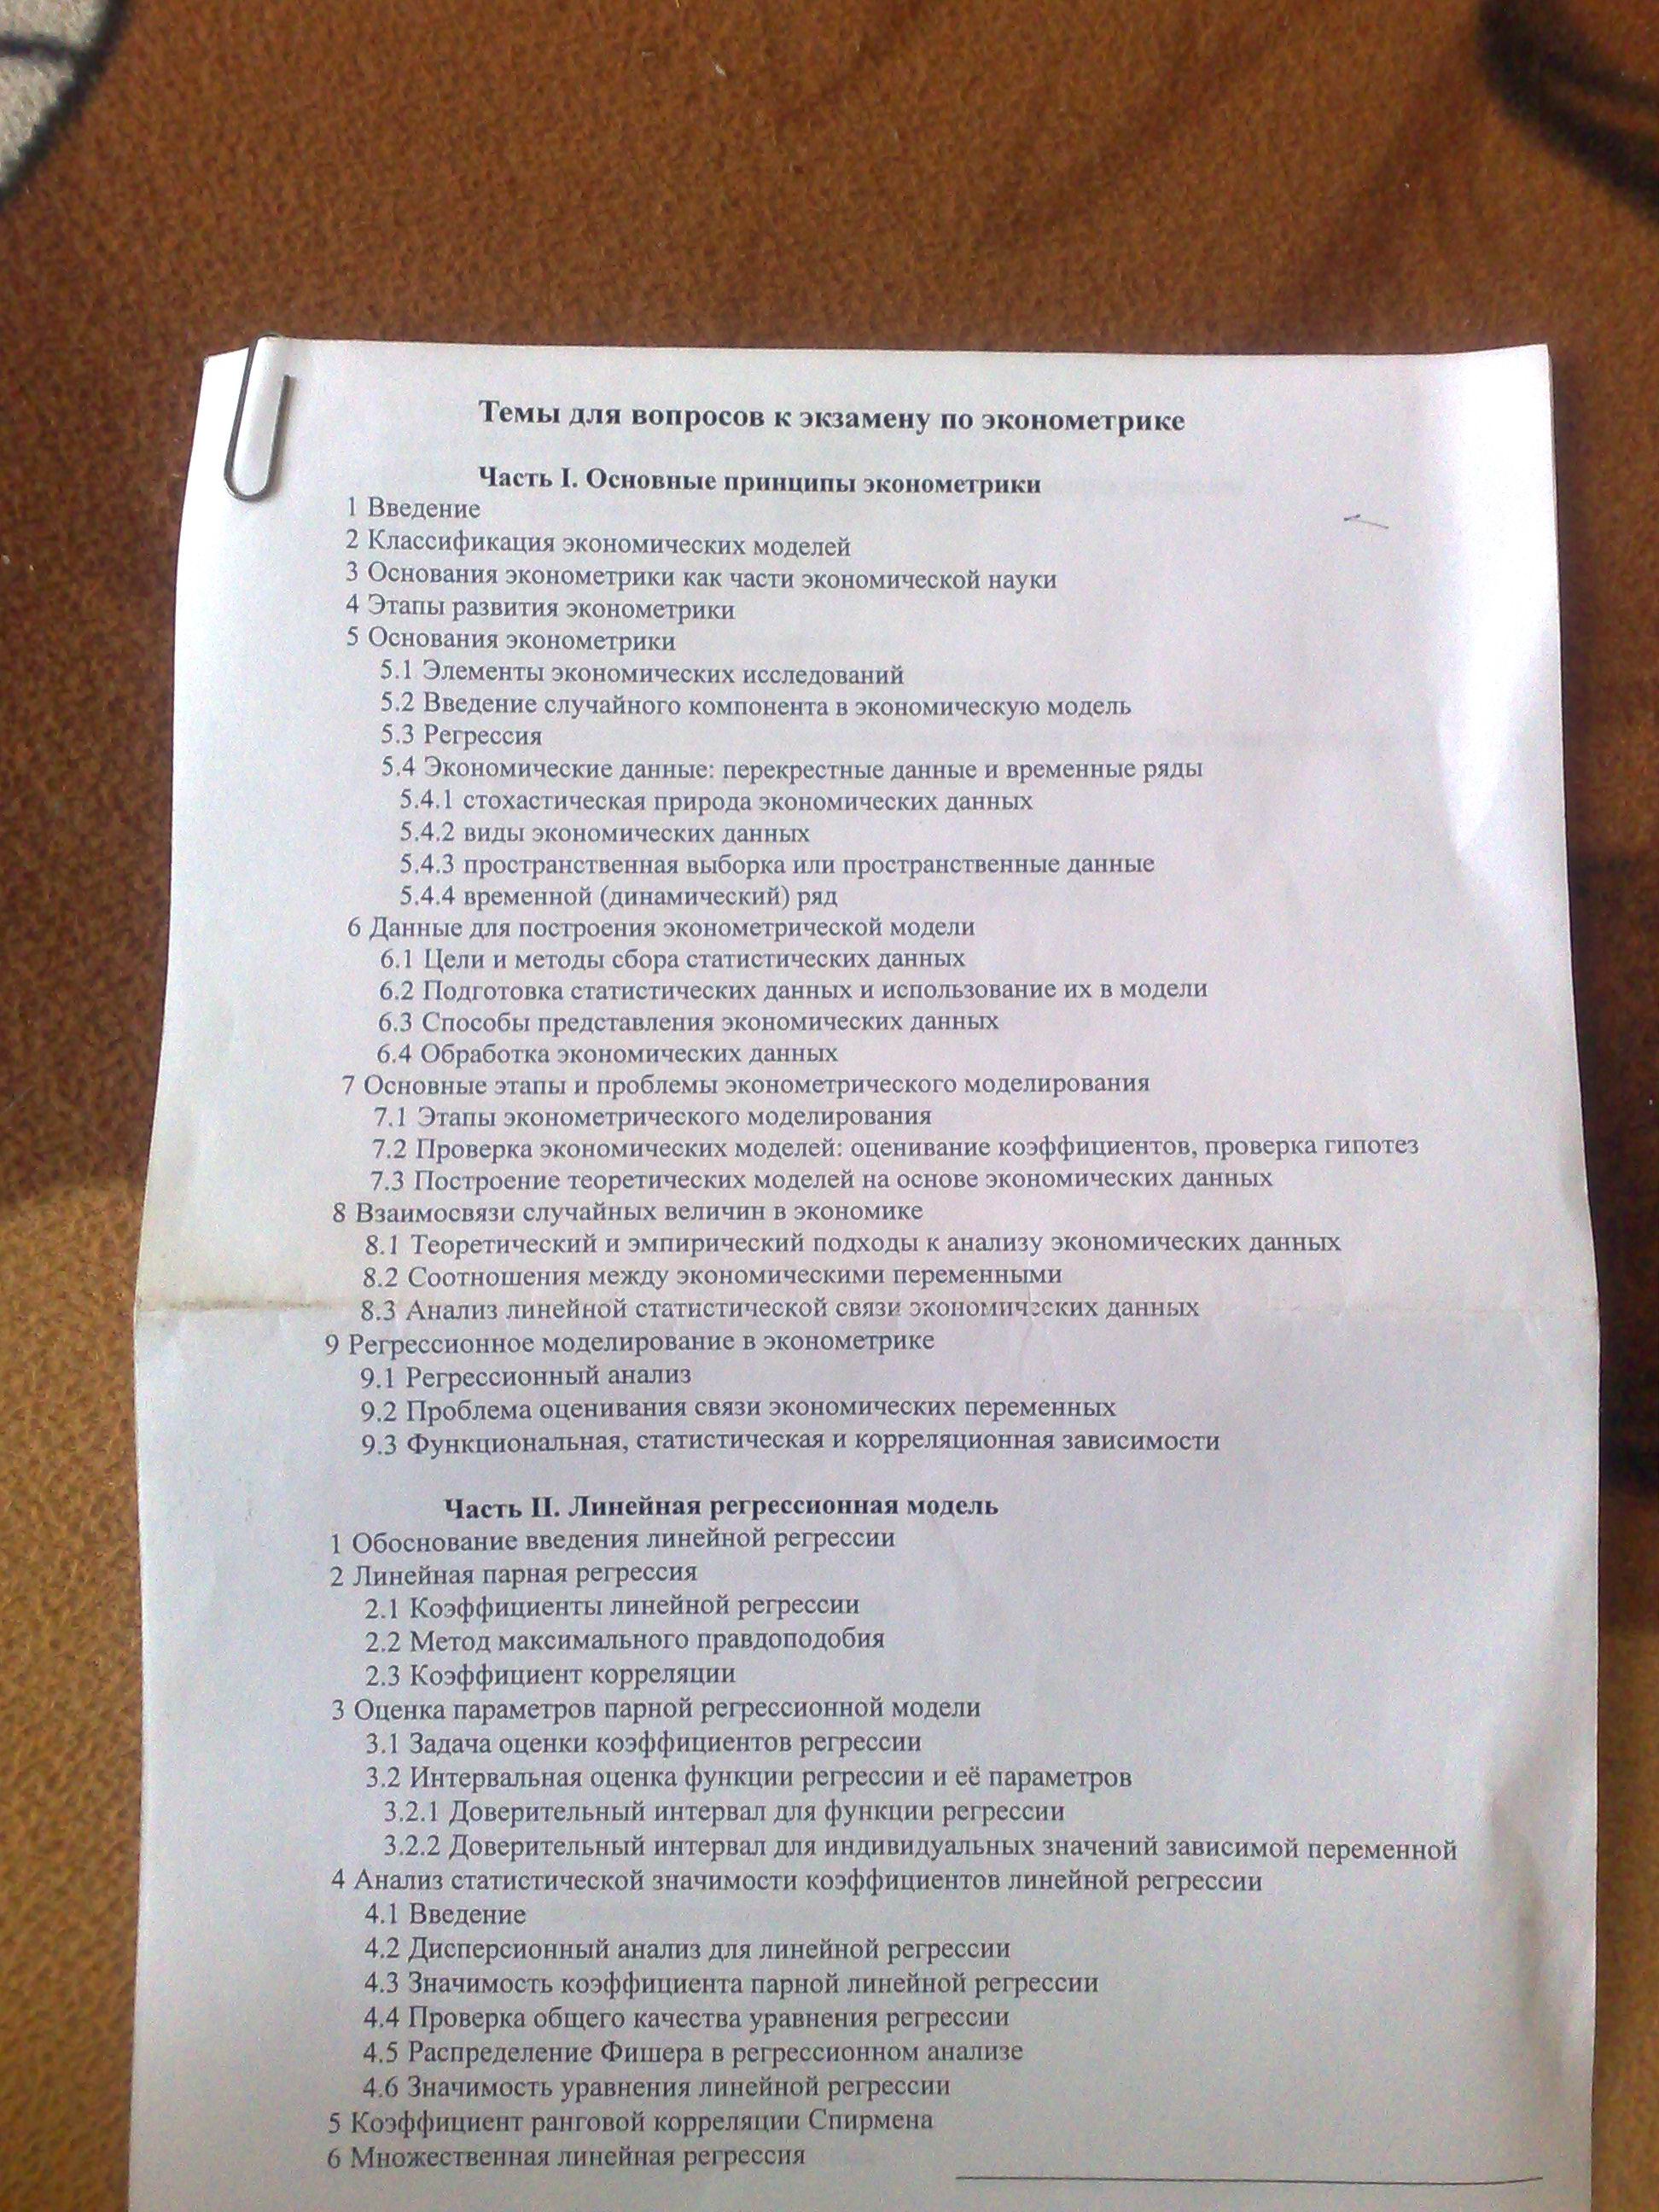 Темы для вопросов к экзамену по эконометрике
Часть I. Основные принципы эконометрики
1 Введение
2 Классификация экономических моделей
3 Основания эконометрики как части экономической науки
4 Этапы развития эконометрики
5 Основания эконометрики
5.1 Элементы экономических исследований
5.2 Введение случайного компонента в экономическую модель
5.3 Регрессия
5.4 Экономические данные: перекрестные данные и временные ряды
5.4.1 стохастическая природа экономических данных
5.4.2 виды экономических данных
5.4.3 пространственная выборка или пространственные данные
5.4.4 временной (динамический) ряд
6 Данные для построения эконометрической модели
6.1 Цели и методы сбора статистических данных
6.2 Подготовка статистических данных и использование их в модели
6.3 Способы представления экономических данных
6.4 Обработка экономических данных
7 Основные этапы и проблемы эконометрического моделирования
7.1 Этапы эконометрического моделирования
7.2 Проверка экономических моделей: оценивание коэффициентов, проверка гипотез
7.3 Построение теоретических моделей на основе экономических данных
8 Взаимосвязи случайных величин в экономике
8.1 Теоретический и эмпирический подходы к анализу экономических данных
8.2 Соотношения между экономическими переменными
8.3 Анализ линейной статистической связи экономических данных
9 Регрессионное моделирование в эконометрике
9.1 Регрессионный анализ
9.2 Проблема оценивания связи экономических переменных
9.3 Функциональная, статистическая и корреляционная зависимости
Часть II. Линейная регрессионная модель
1 Обоснование введения линейной регрессии
2 Линейная парная регрессия
2.1 Коэффициенты линейной регрессии
2.2 Метод максимального правдоподобия
2.3 Коэффициент корреляции
3 Оценка параметров парной регрессионной модели
3.1 Задача оценки коэффициентов регрессии
3.2 Интервальная оценка функции регрессии и её параметров
3.2.1 Доверительный интервал для функции регрессии
3.2.2 Доверительный интервал для индивидуальных значений зависимой переменной
4 Анализ статистической значимости коэффициентов линейной регрессии
4.1 Введение
4.2 Дисперсионный анализ для линейной регрессии
4.3 Значимость коэффициента парной линейной регрессии
4.4 Проверка общего качества уравнения регрессии
4.5 Распределение Фишера в регрессионном анализе
4.6 Значимость уравнения линейной регрессии
5 Коэффициент ранговой корреляции Спирмена
6 Множественная линейная регрессия